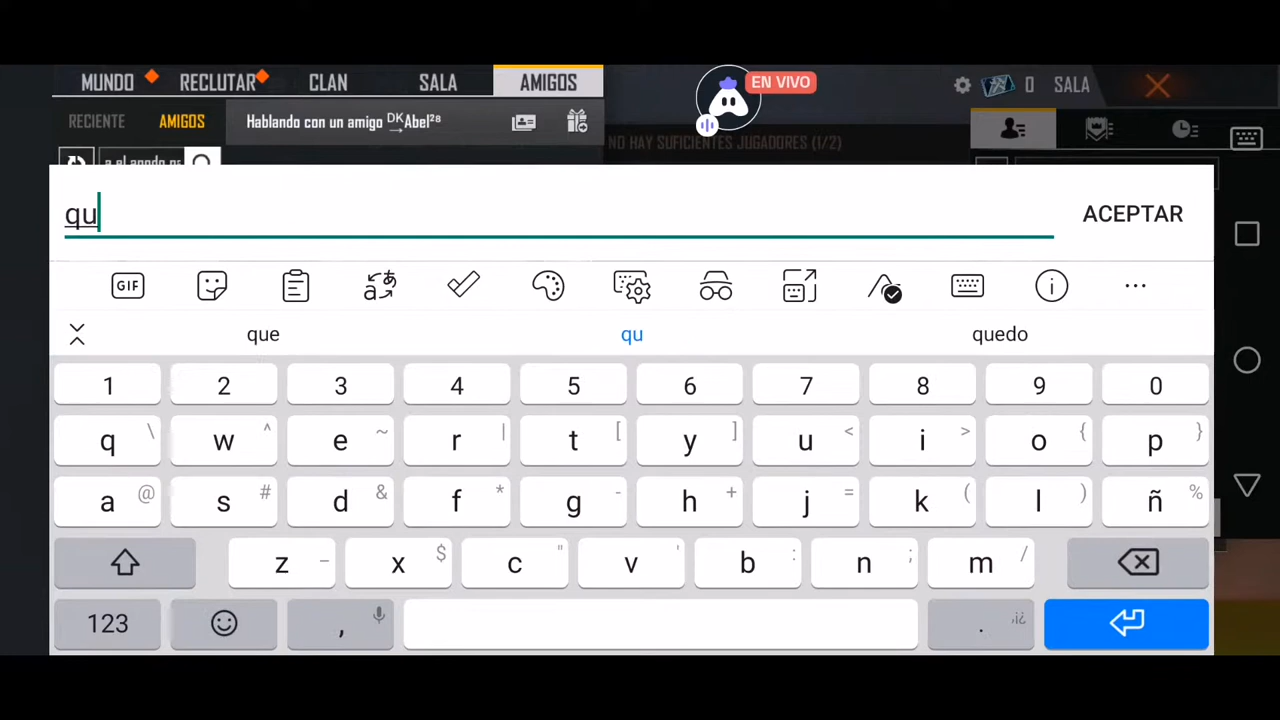 MUNDO RECLUTAR CLAN SALA AMIGOS EN VIVO 0 SALA
RECIENTE AMIGOS Hablando con un amigo DK→Abel²⁸
NO HAY SUFICIENTES JUGADORES (1/2)
qu ACEPTAR
GIF
que qu quedo
1 2 3 4 5 6 7 8 9 0
q \ w ^ e ~ r | t [ y ] u < i > o { p }
a @ s # d & f * g - h + j = k ( l ) ñ %
z _ x $ c " v ' b : n ; m /
123 , . ,i¿